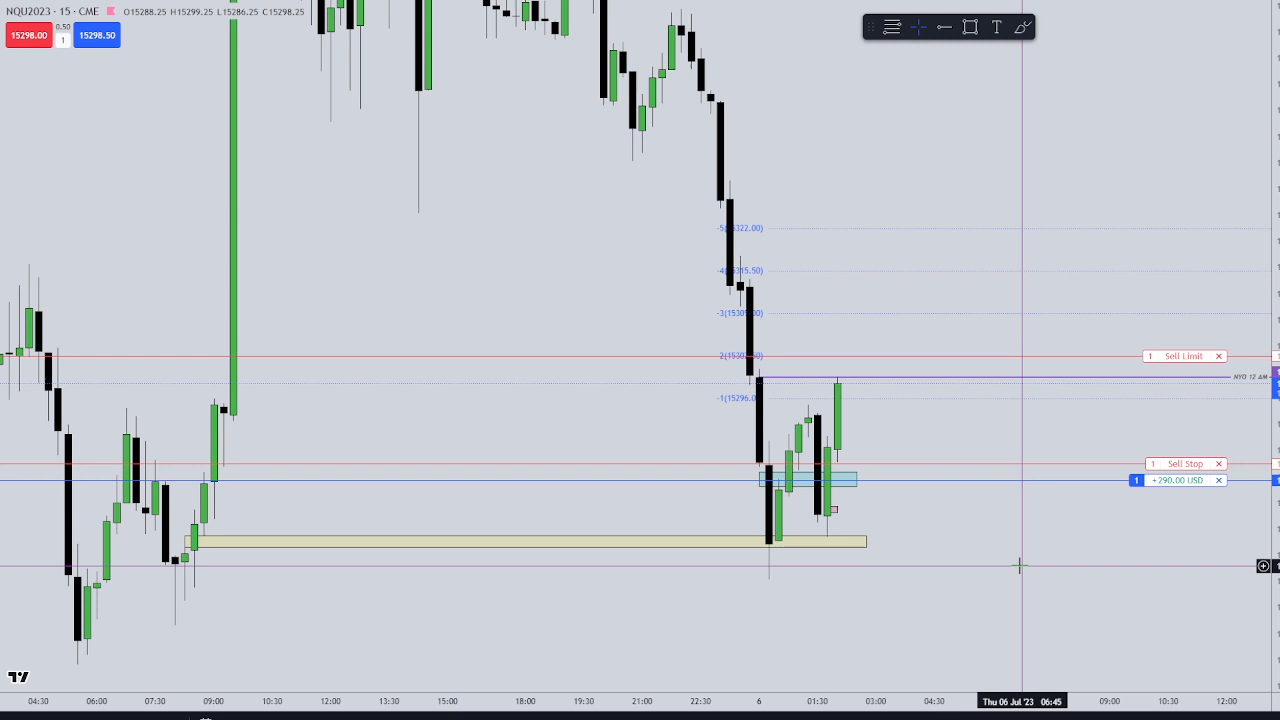 NQU2023 · 15 · CME O15288.25 H15299.25 L15286.25 C15298.25
15298.00 0.50 1 15298.50
T
-5(15322.00)
-4(15315.50)
-3(15309.00)
2(15302.50)
1 Sell Limit ×
NYO 12 AM
-1(15296.0
1 Sell Stop ×
1 +290.00 USD ×
04:30 06:00 07:30 09:00 10:30 12:00 13:30 15:00 18:00 21:00 22:30 6 01:30 03:00 04:30 Thu 06 Jul '23 06:45 09:00 10:30 12:00